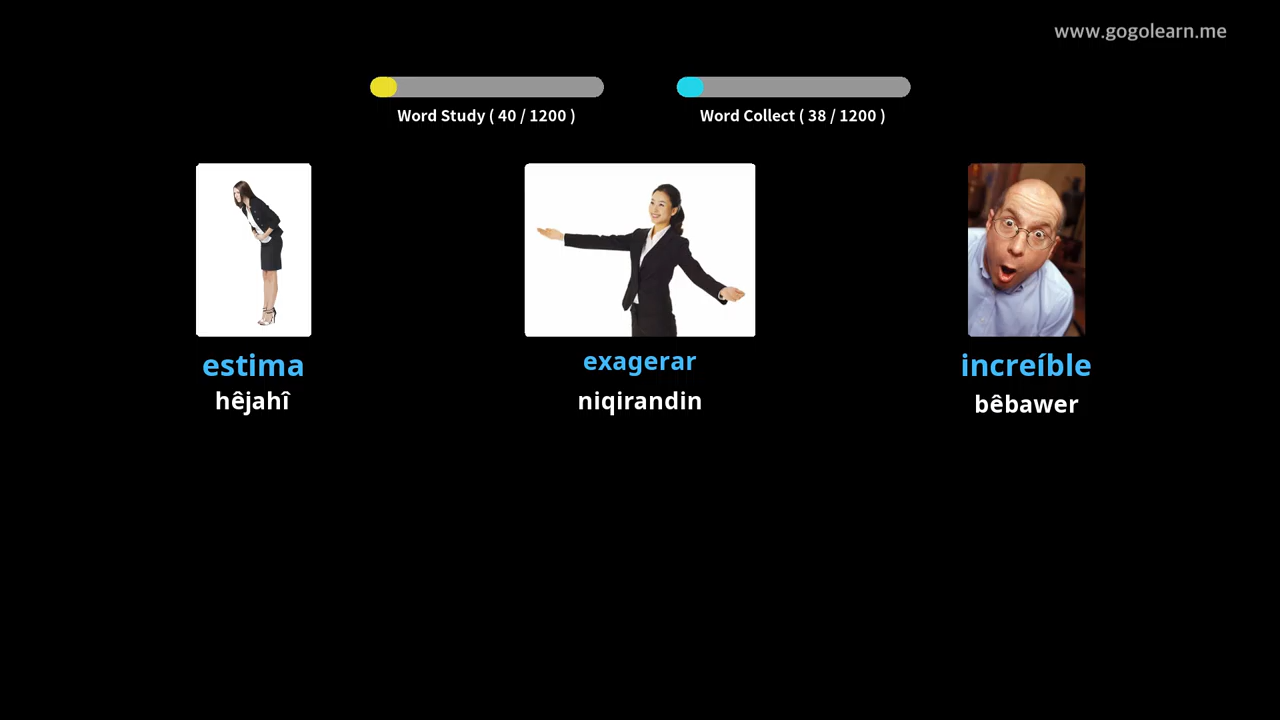 www.gogolearn.me
Word Study ( 40 / 1200 )
Word Collect ( 38 / 1200 )
estima
hêjahî
exagerar
niqirandin
increíble
bêbawer